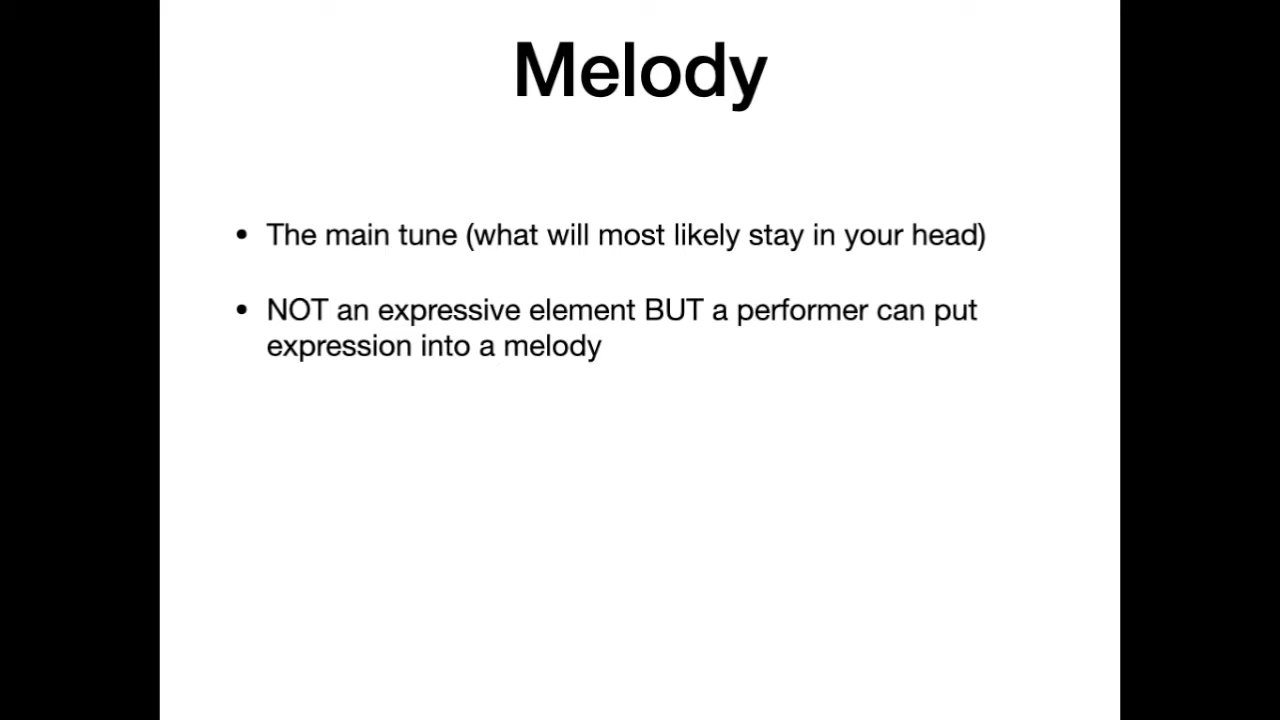 Melody
• The main tune (what will most likely stay in your head)
• NOT an expressive element BUT a performer can put
expression into a melody